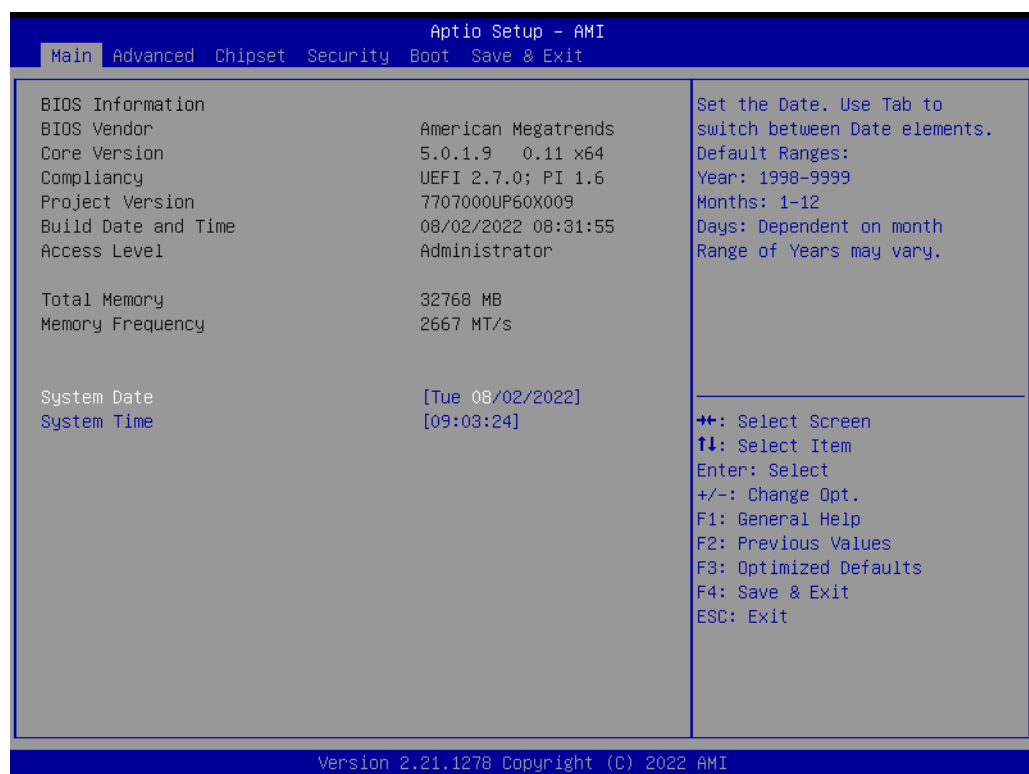 Aptio Setup – AMI
Main Advanced Chipset Security Boot Save & Exit
BIOS Information
BIOS Vendor American Megatrends
Core Version 5.0.1.9 0.11 x64
Compliancy UEFI 2.7.0; PI 1.6
Project Version 7707000UP60X009
Build Date and Time 08/02/2022 08:31:55
Access Level Administrator
Total Memory 32768 MB
Memory Frequency 2667 MT/s
System Date [Tue 08/02/2022]
System Time [09:03:24]
Set the Date. Use Tab to
switch between Date elements.
Default Ranges:
Year: 1998-9999
Months: 1-12
Days: Dependent on month
Range of Years may vary.
→←: Select Screen
↑↓: Select Item
Enter: Select
+/-: Change Opt.
F1: General Help
F2: Previous Values
F3: Optimized Defaults
F4: Save & Exit
ESC: Exit
Version 2.21.1278 Copyright (C) 2022 AMI